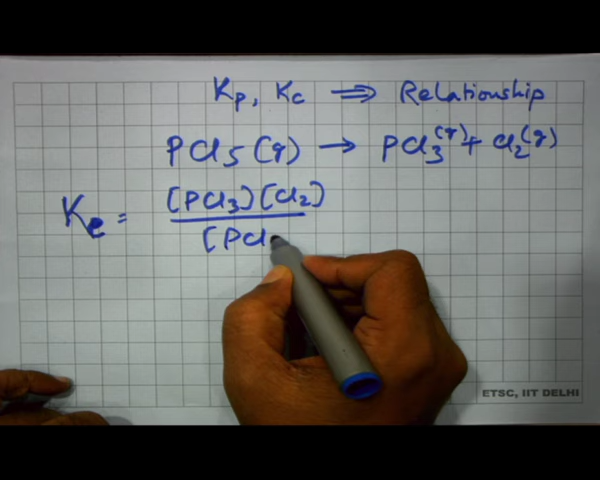 Kp, Kc ⇒ Relationship
PCl5(g) → PCl3(g) + Cl2(g)
Kc = [PCl3][Cl2]
[PCl
ETSC, IIT DELHI